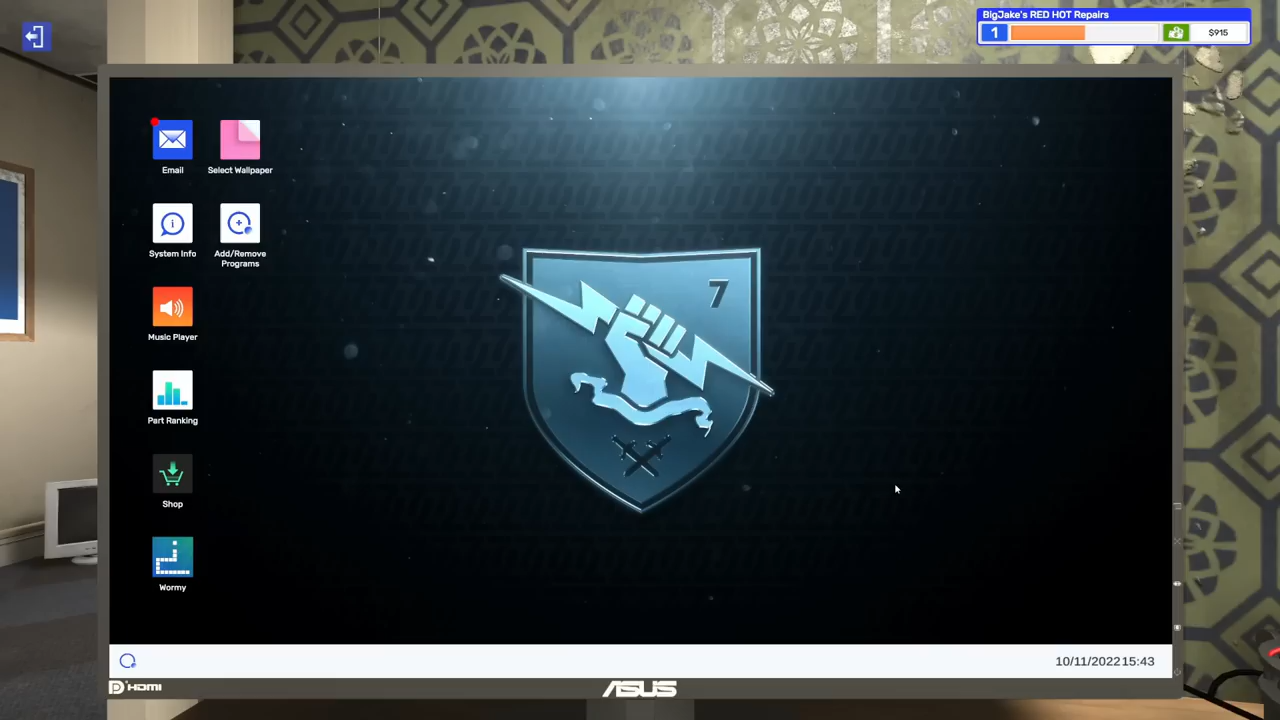 BigJake's RED HOT Repairs
1
$915
Email
Select Wallpaper
System Info
Add/Remove
Programs
Music Player
Part Ranking
Shop
Wormy
7
10/11/2022 15:43
HDMI
ASUS